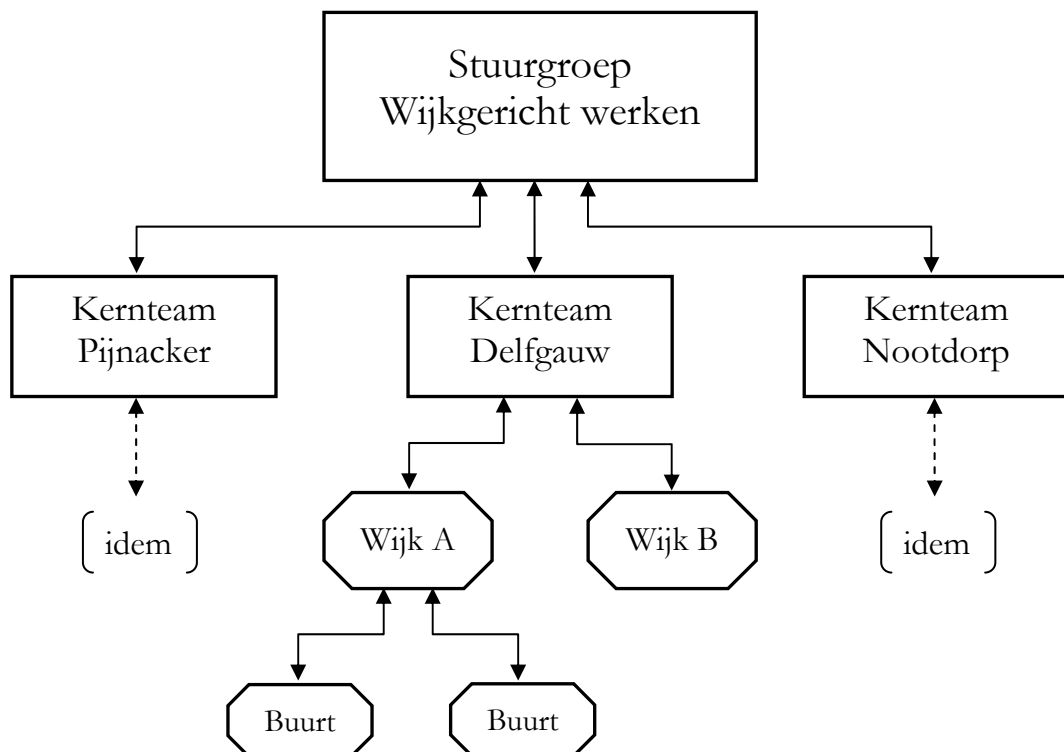 Stuurgroep
Wijkgericht werken
Kernteam
Pijnacker
Kernteam
Delfgauw
Kernteam
Nootdorp
idem
Wijk A
Wijk B
idem
Buurt
Buurt